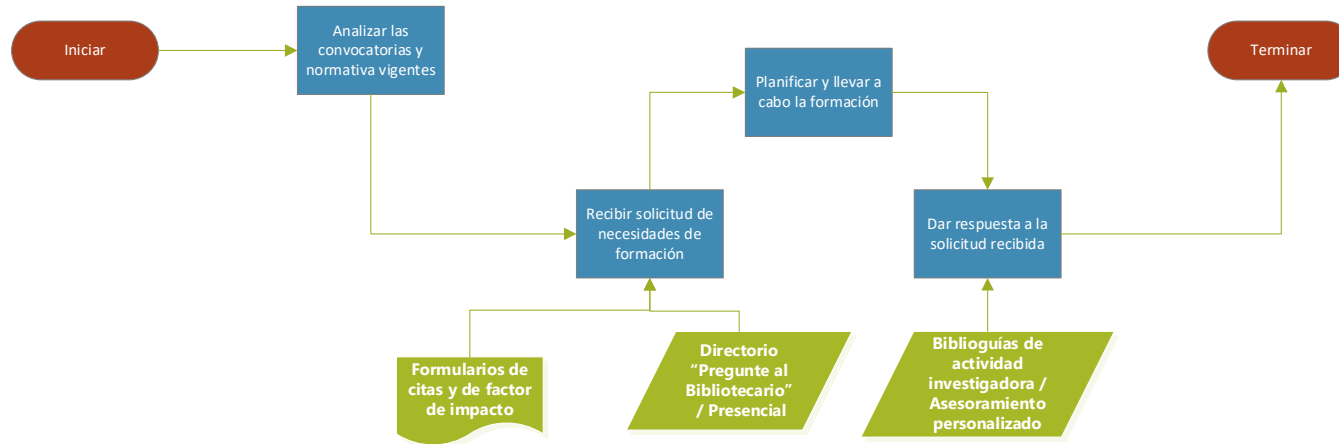 Iniciar
Analizar las
convocatorias y
normativa vigentes
Planificar y llevar a
cabo la formación
Terminar
Recibir solicitud de
necesidades de
formación
Dar respuesta a la
solicitud recibida
Formularios de
citas y de factor
de impacto
Directorio
“Pregunte al
Bibliotecario”
/ Presencial
Biblioguías de
actividad
investigadora /
Asesoramiento
personalizado